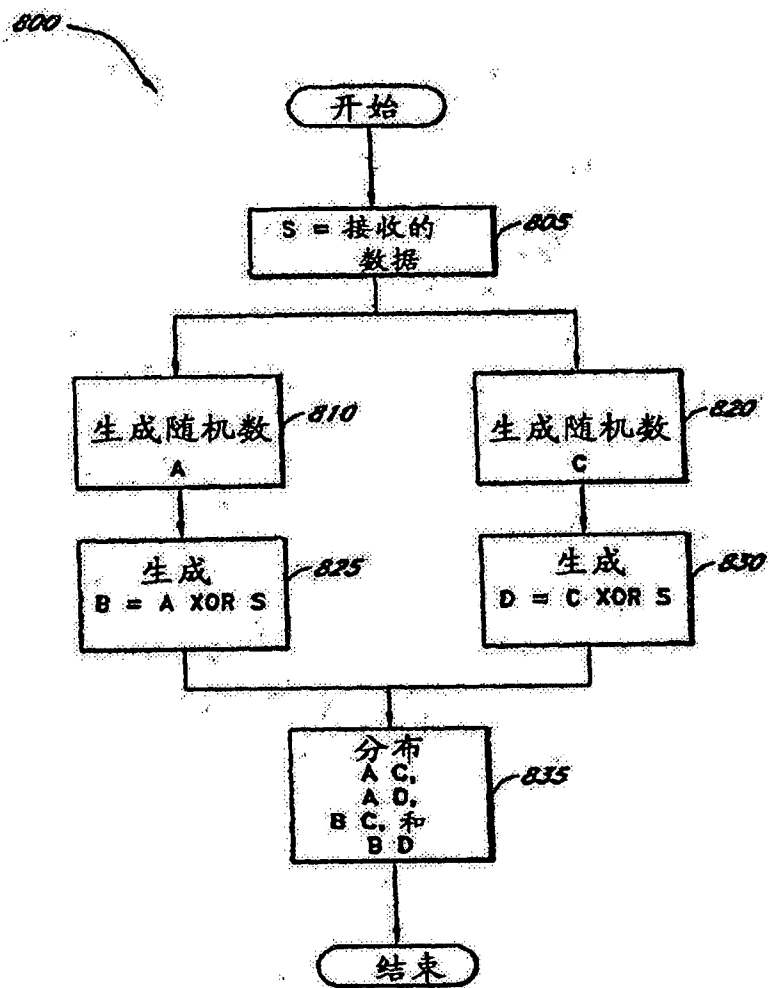 800
开始
S = 接收的
数据
805
生成随机数
A
810
生成随机数
C
820
生成
B = A XOR S
825
生成
D = C XOR S
830
分布
A C,
A D,
B C, 和
B D
835
结束